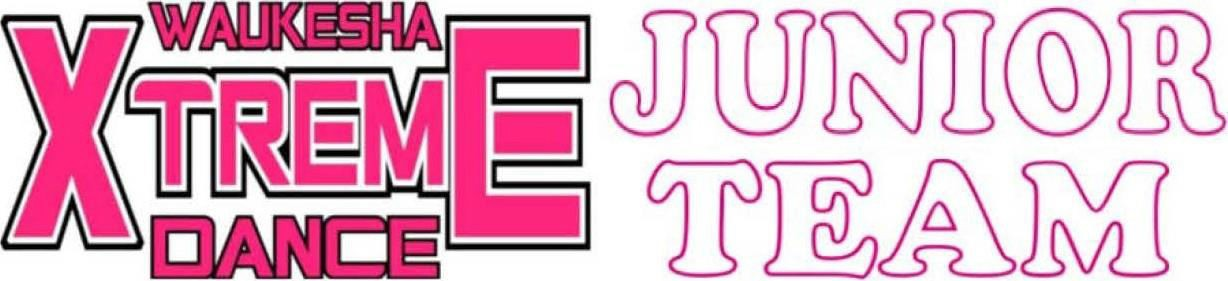 WAUKESHA
XTREME
DANCE
JUNIOR
TEAM